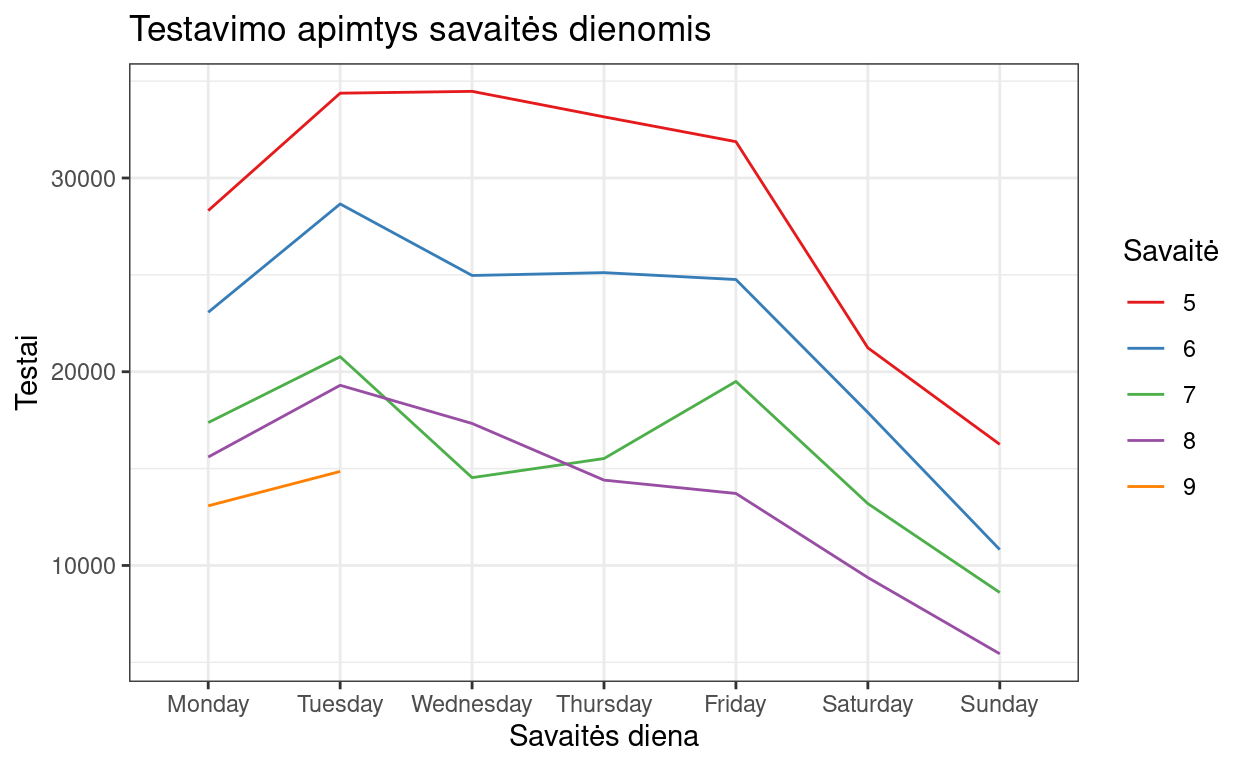 Testavimo apimtys savaitės dienomis
Testai
30000
20000
10000
Monday Tuesday Wednesday Thursday Friday Saturday Sunday
Savaitės diena
Savaitė
5
6
7
8
9